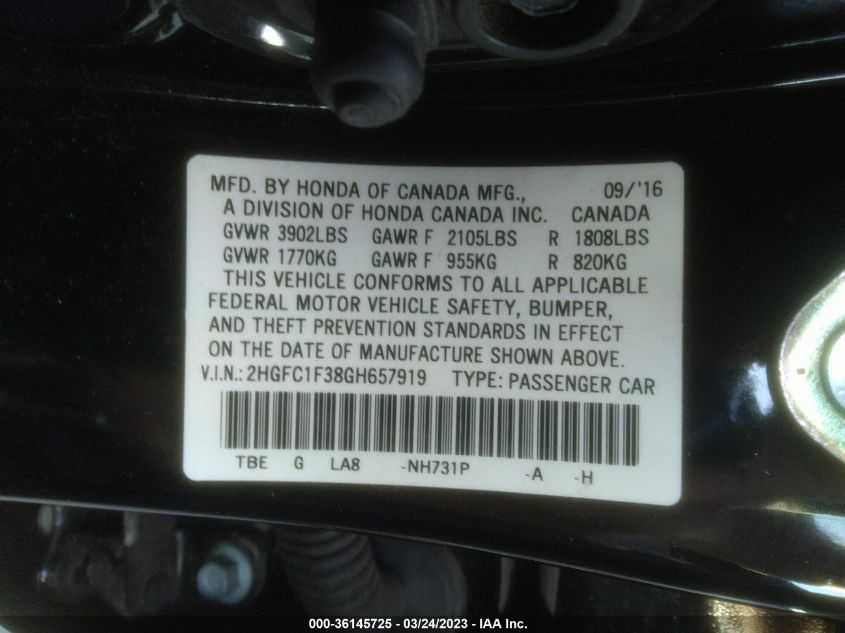 MFD. BY HONDA OF CANADA MFG., 09/'16
A DIVISION OF HONDA CANADA INC. CANADA
GVWR 3902LBS GAWR F 2105LBS R 1808LBS
GVWR 1770KG GAWR F 955KG R 820KG
THIS VEHICLE CONFORMS TO ALL APPLICABLE
FEDERAL MOTOR VEHICLE SAFETY, BUMPER,
AND THEFT PREVENTION STANDARDS IN EFFECT
ON THE DATE OF MANUFACTURE SHOWN ABOVE.
V.I.N.: 2HGFC1F38GH657919 TYPE: PASSENGER CAR
TBE G LA8 -NH731P -A -H
000-36145725 - 03/24/2023 - IAA Inc.